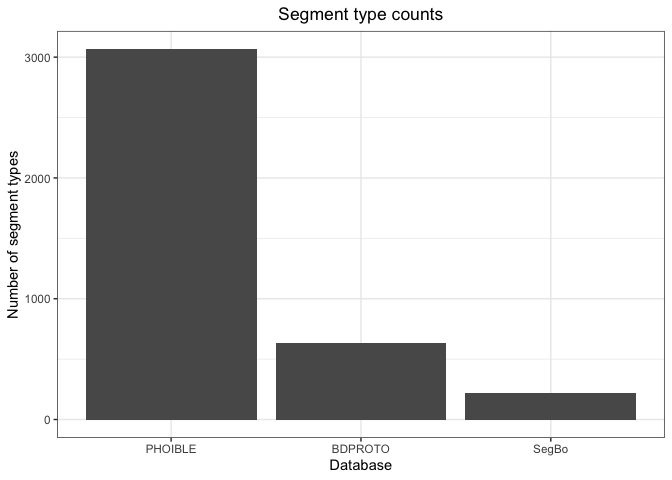 Segment type counts
Number of segment types
3000
2000
1000
0
PHOIBLE BDPROTO SegBo
Database